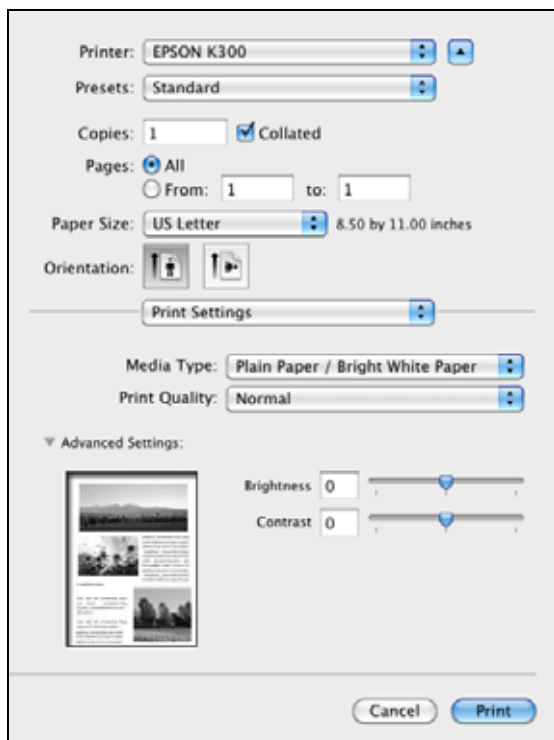 Printer: EPSON K300
Presets: Standard
Copies: 1 Collated
Pages: All
From: 1 to: 1
Paper Size: US Letter 8.50 by 11.00 inches
Orientation:
Print Settings
Media Type: Plain Paper / Bright White Paper
Print Quality: Normal
Advanced Settings:
Brightness 0
Contrast 0
Cancel Print